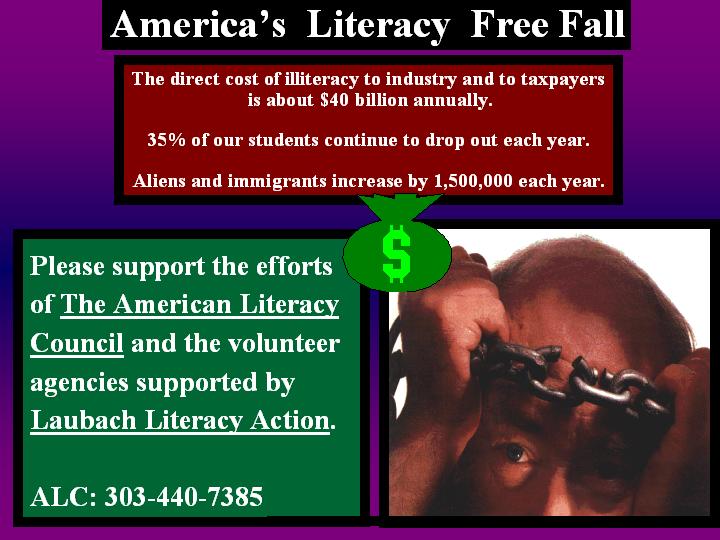 America's Literacy Free Fall
The direct cost of illiteracy to industry and to taxpayers
is about $40 billion annually.
35% of our students continue to drop out each year.
Aliens and immigrants increase by 1,500,000 each year.
$
Please support the efforts
of The American Literacy
Council and the volunteer
agencies supported by
Laubach Literacy Action.
ALC: 303-440-7385